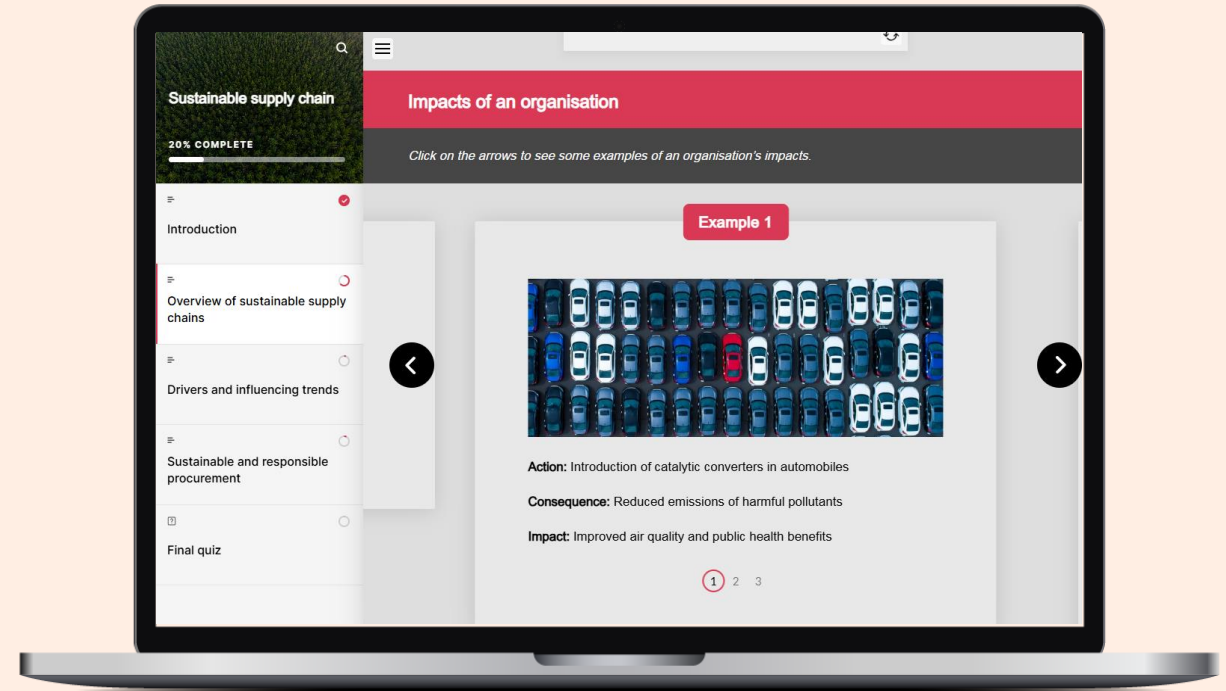 Sustainable supply chain
20% COMPLETE
Introduction
Overview of sustainable supply
chains
Drivers and influencing trends
Sustainable and responsible
procurement
Final quiz
Impacts of an organisation
Click on the arrows to see some examples of an organisation's impacts.
Example 1
Action: Introduction of catalytic converters in automobiles
Consequence: Reduced emissions of harmful pollutants
Impact: Improved air quality and public health benefits
1 2 3